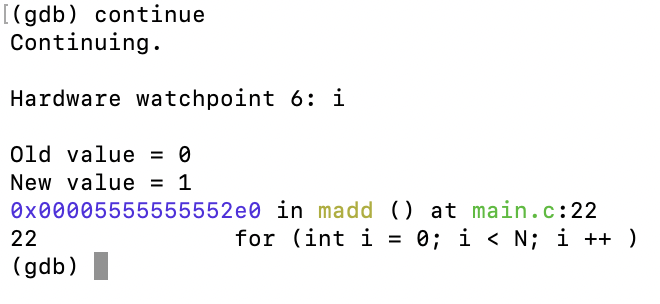 (gdb) continue
Continuing.
Hardware watchpoint 6: i
Old value = 0
New value = 1
0x00005555555552e0 in madd () at main.c:22
22 for (int i = 0; i < N; i ++ )
(gdb)